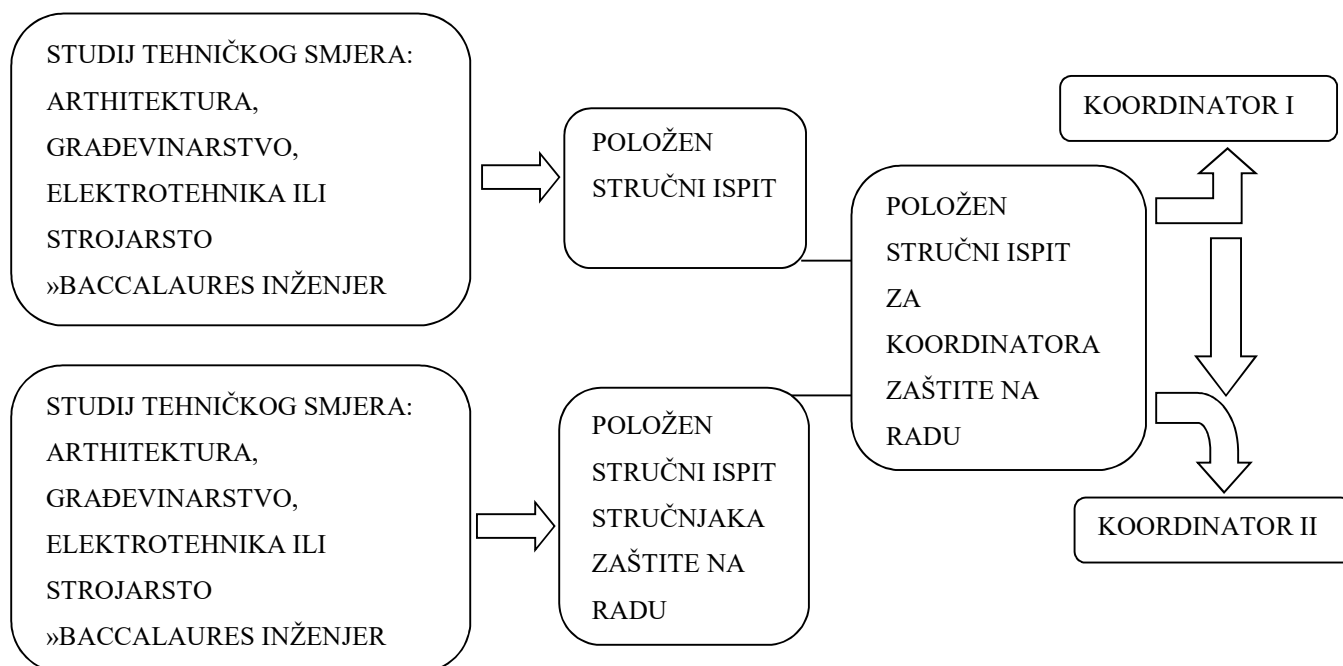 STUDIJ TEHNIČKOG SMJERA:
ARTHITEKTURA,
GRAĐEVINARSTVO,
ELEKTROTEHNIKA ILI
STROJARSTO
»BACCALAURES INŽENJER
POLOŽEN
STRUČNI ISPIT
STUDIJ TEHNIČKOG SMJERA:
ARTHITEKTURA,
GRAĐEVINARSTVO,
ELEKTROTEHNIKA ILI
STROJARSTO
»BACCALAURES INŽENJER
POLOŽEN
STRUČNI ISPIT
STRUČNJAKA
ZAŠTITE NA
RADU
POLOŽEN
STRUČNI ISPIT
ZA
KOORDINATORA
ZAŠTITE NA
RADU
KOORDINATOR I
KOORDINATOR II